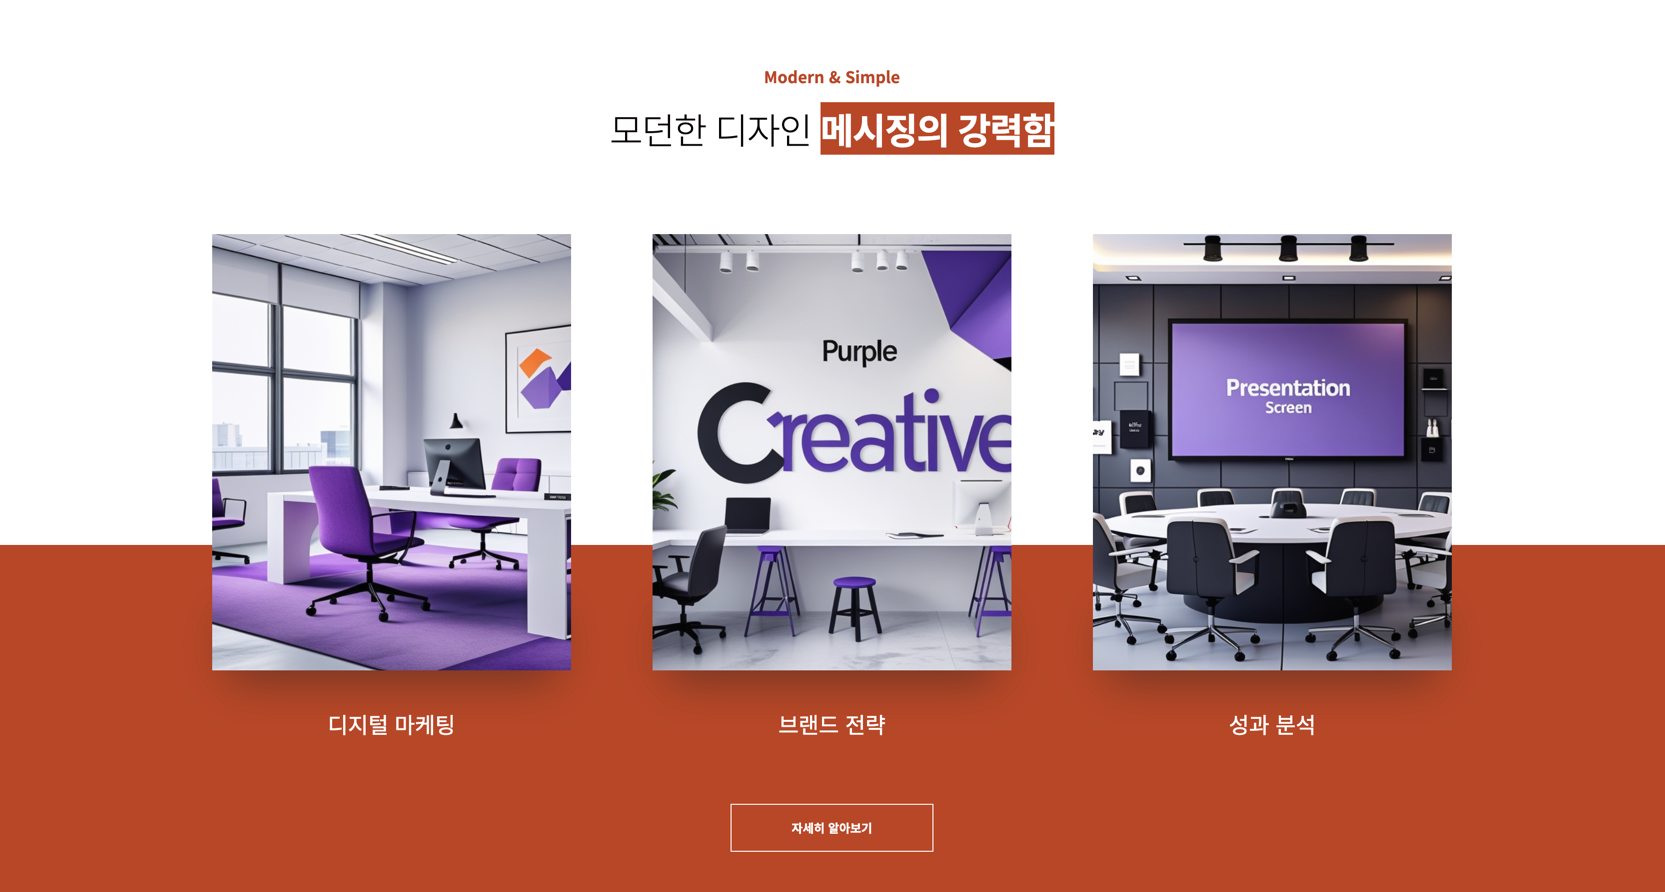 Modern & Simple
모던한 디자인 메시징의 강력함
Purple
Creative
Presentation
Screen
디지털 마케팅
브랜드 전략
성과 분석
자세히 알아보기